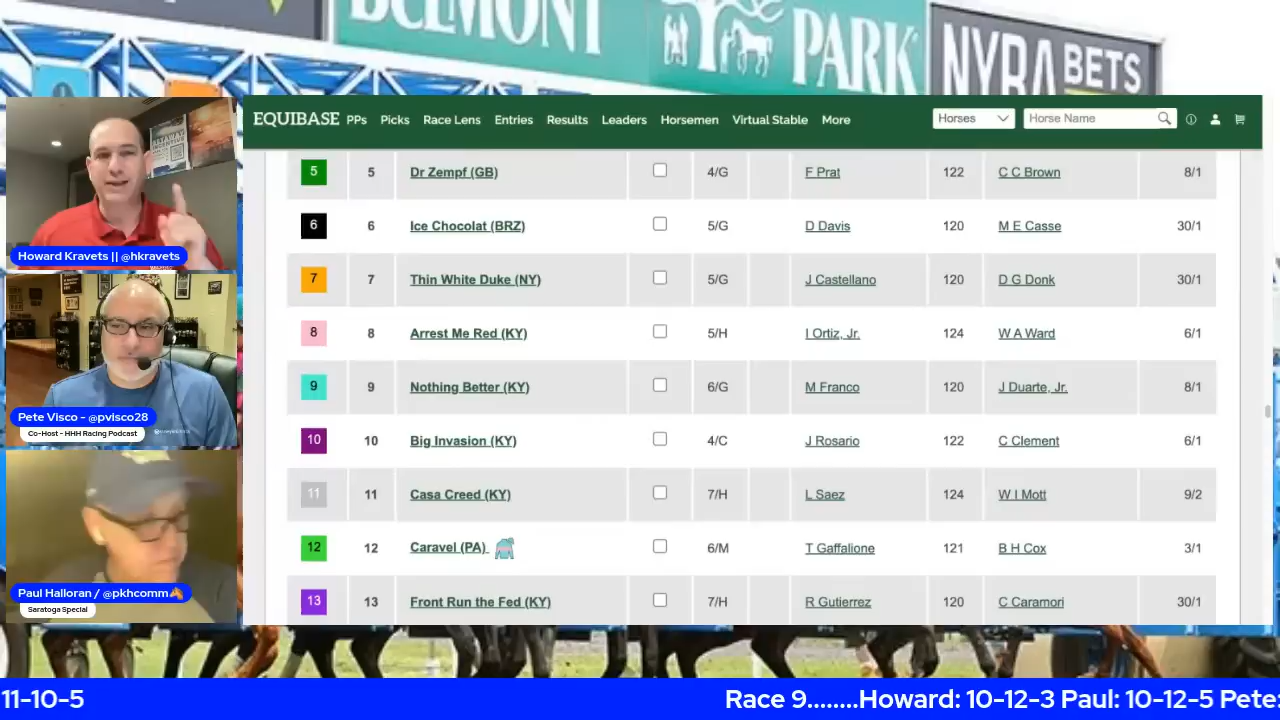 BELMONT PARK
NYRA BETS
EQUIBASE PPs Picks Race Lens Entries Results Leaders Horsemen Virtual Stable More Horses Horse Name
5 5 Dr Zempf (GB) 4/G F Prat 122 C C Brown 8/1
6 6 Ice Chocolat (BRZ) 5/G D Davis 120 M E Casse 30/1
7 7 Thin White Duke (NY) 5/G J Castellano 120 D G Donk 30/1
8 8 Arrest Me Red (KY) 5/H I Ortiz, Jr. 124 W A Ward 6/1
9 9 Nothing Better (KY) 6/G M Franco 120 J Duarte, Jr. 8/1
10 10 Big Invasion (KY) 4/C J Rosario 122 C Clement 6/1
11 11 Casa Creed (KY) 7/H L Saez 124 W I Mott 9/2
12 12 Caravel (PA) 6/M T Gaffalione 121 B H Cox 3/1
13 13 Front Run the Fed (KY) 7/H R Gutierrez 120 C Caramori 30/1
Howard Kravets || @hkravets
Pete Visco - @pvisco28
Co-Host - HHH Racing Podcast
Paul Halloran / @pkhcomm🐴
Saratoga Special
11-10-5 Race 9........Howard: 10-12-3 Paul: 10-12-5 Pete: